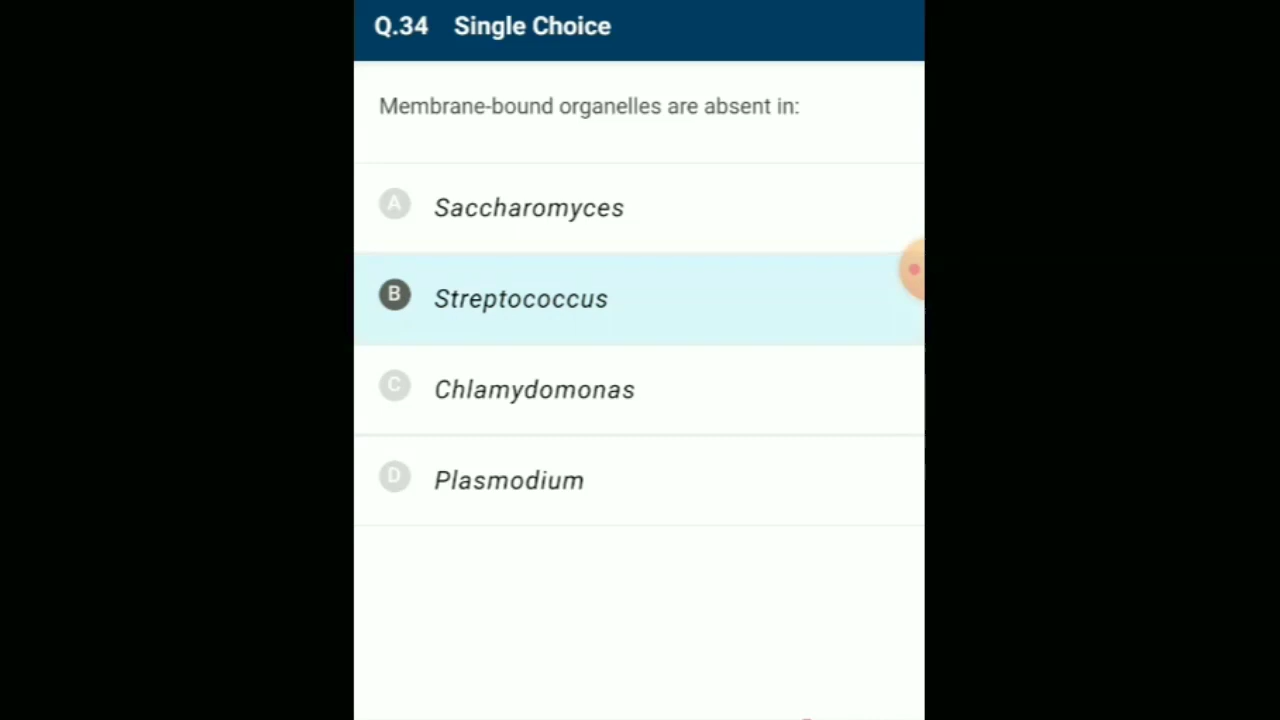 Q.34 Single Choice
Membrane-bound organelles are absent in:
A Saccharomyces
B Streptococcus
C Chlamydomonas
D Plasmodium